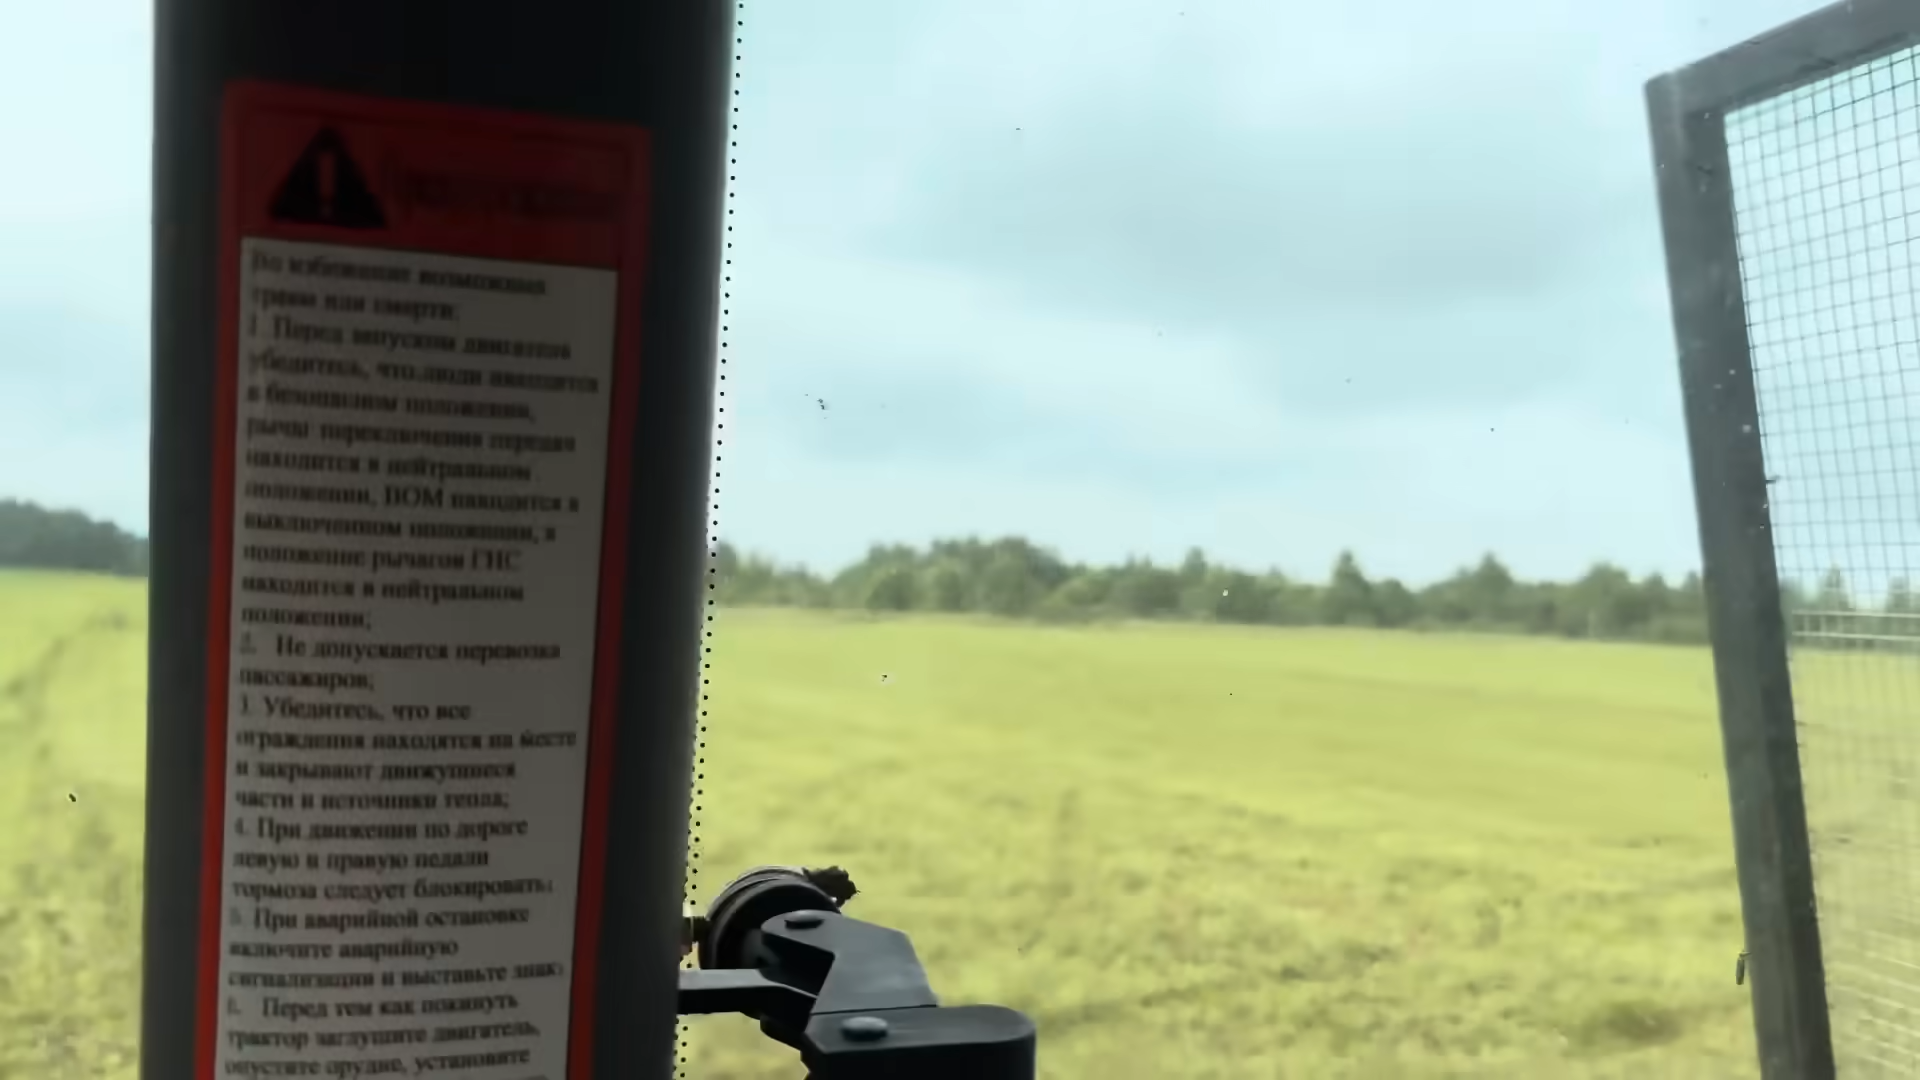 Во избежание возможных
травм или смерти:
1. Перед запуском двигателя
убедитесь, что люди находятся
в безопасном положении,
рычаг переключения передач
находится в нейтральном
положении, ВОМ находится в
выключенном положении, а
положение рычагов ГНС
находится в нейтральном
положении;
2. Не допускается перевозка
пассажиров;
3. Убедитесь, что все
ограждения находятся на месте
и закрывают движущиеся
части и источники тепла;
4. При движении по дороге
левую и правую педали
тормоза следует блокировать;
5. При аварийной остановке
включите аварийную
сигнализации и выставьте знак;
6. Перед тем как покинуть
трактор заглушите двигатель,
опустите орудие, установите